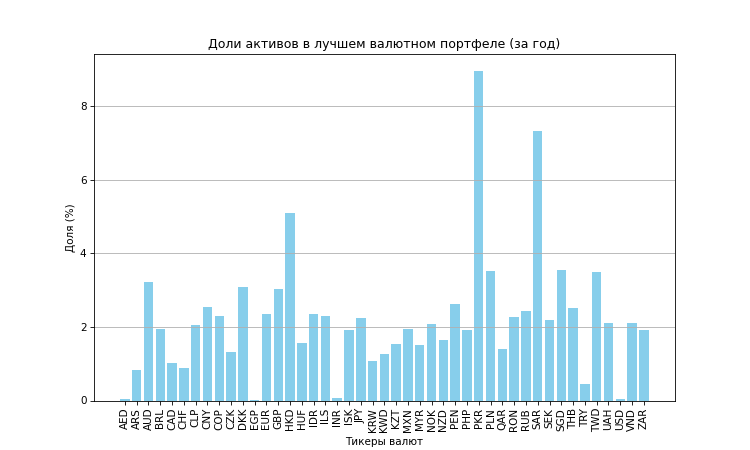 Доли активов в лучшем валютном портфеле (за год)
Доля (%)
8
6
4
2
0
AED ARS AUD BRL CAD CHF CLP CNY COP CZK DKK EGP EUR GBP HKD HUF IDR ILS INR ISK JPY KRW KWD KZT MXN MYR NOK NZD PEN PHP PKR PLN QAR RON RUB SAR SEK SGD THB TRY TWD UAH USD VND ZAR
Тикеры валют